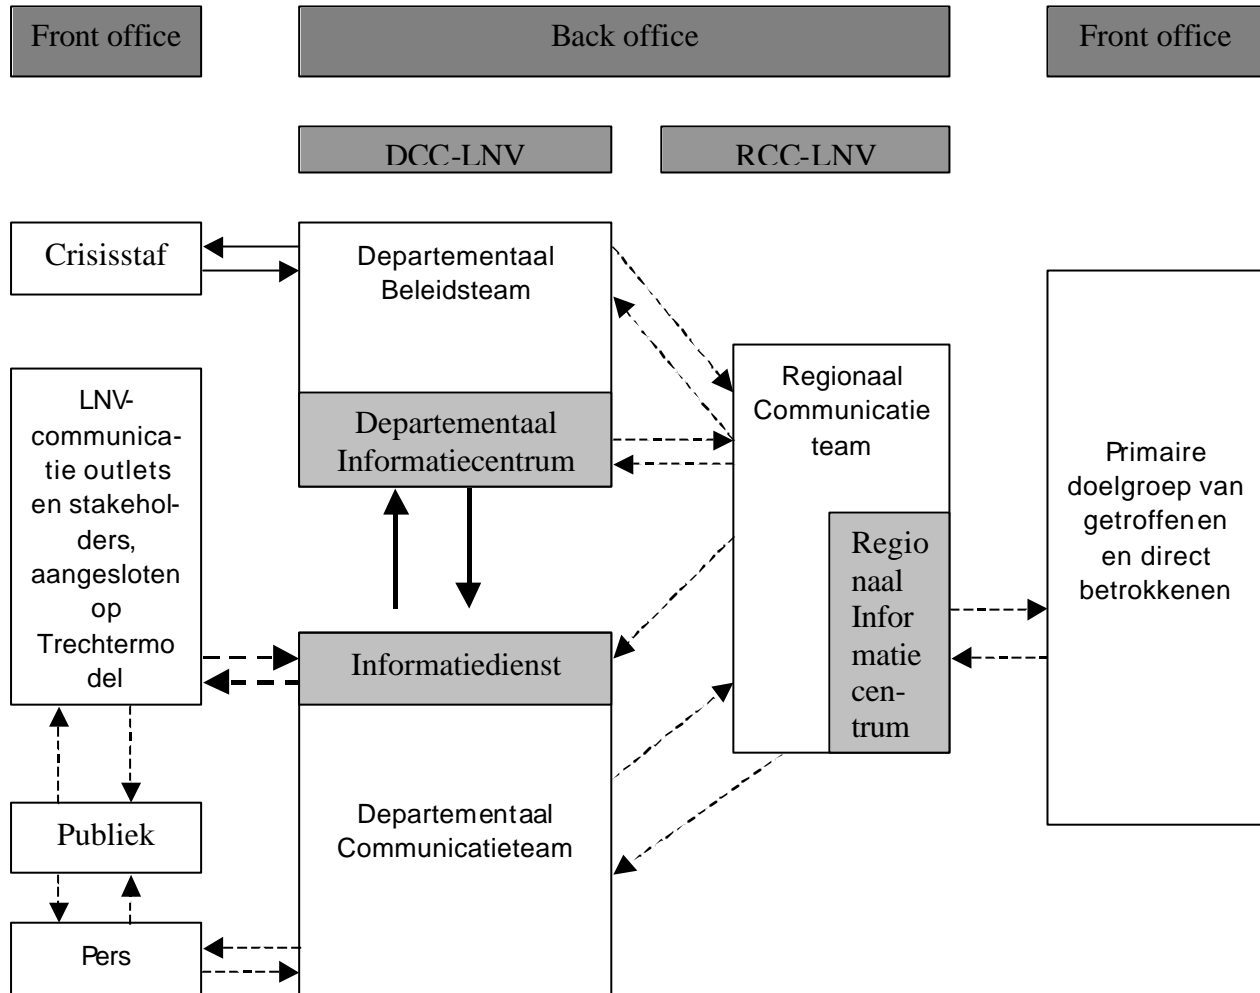 Front office
Back office
Front office
DCC-LNV
RCC-LNV
Crisisstaf
Departementaal
Beleidsteam
Departementaal
Informatiecentrum
LNV-
communica-
tie outlets
en stakehol-
ders,
aangesloten
op
Trechtermo
del
Regionaal
Communicatie
team
Regio
naal
Infor
matie
cen-
trum
Primaire
doelgroep van
getroffenen
en direct
betrokkenen
Informatiedienst
Departementaal
Communicatieteam
Publiek
Pers